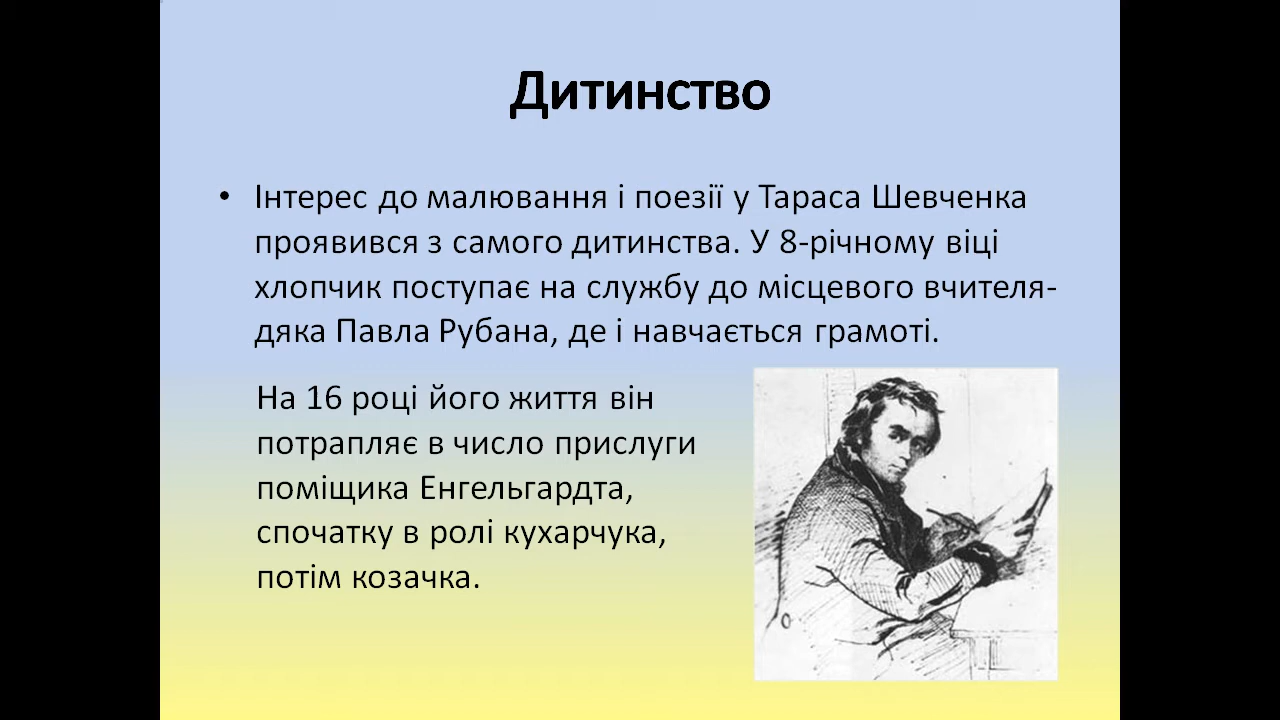 Дитинство
• Інтерес до малювання і поезії у Тараса Шевченка
проявився з самого дитинства. У 8-річному віці
хлопчик поступає на службу до місцевого вчителя-
дяка Павла Рубана, де і навчається грамоті.
На 16 році його життя він
потрапляє в число прислуги
поміщика Енгельгардта,
спочатку в ролі кухарчука,
потім козачка.